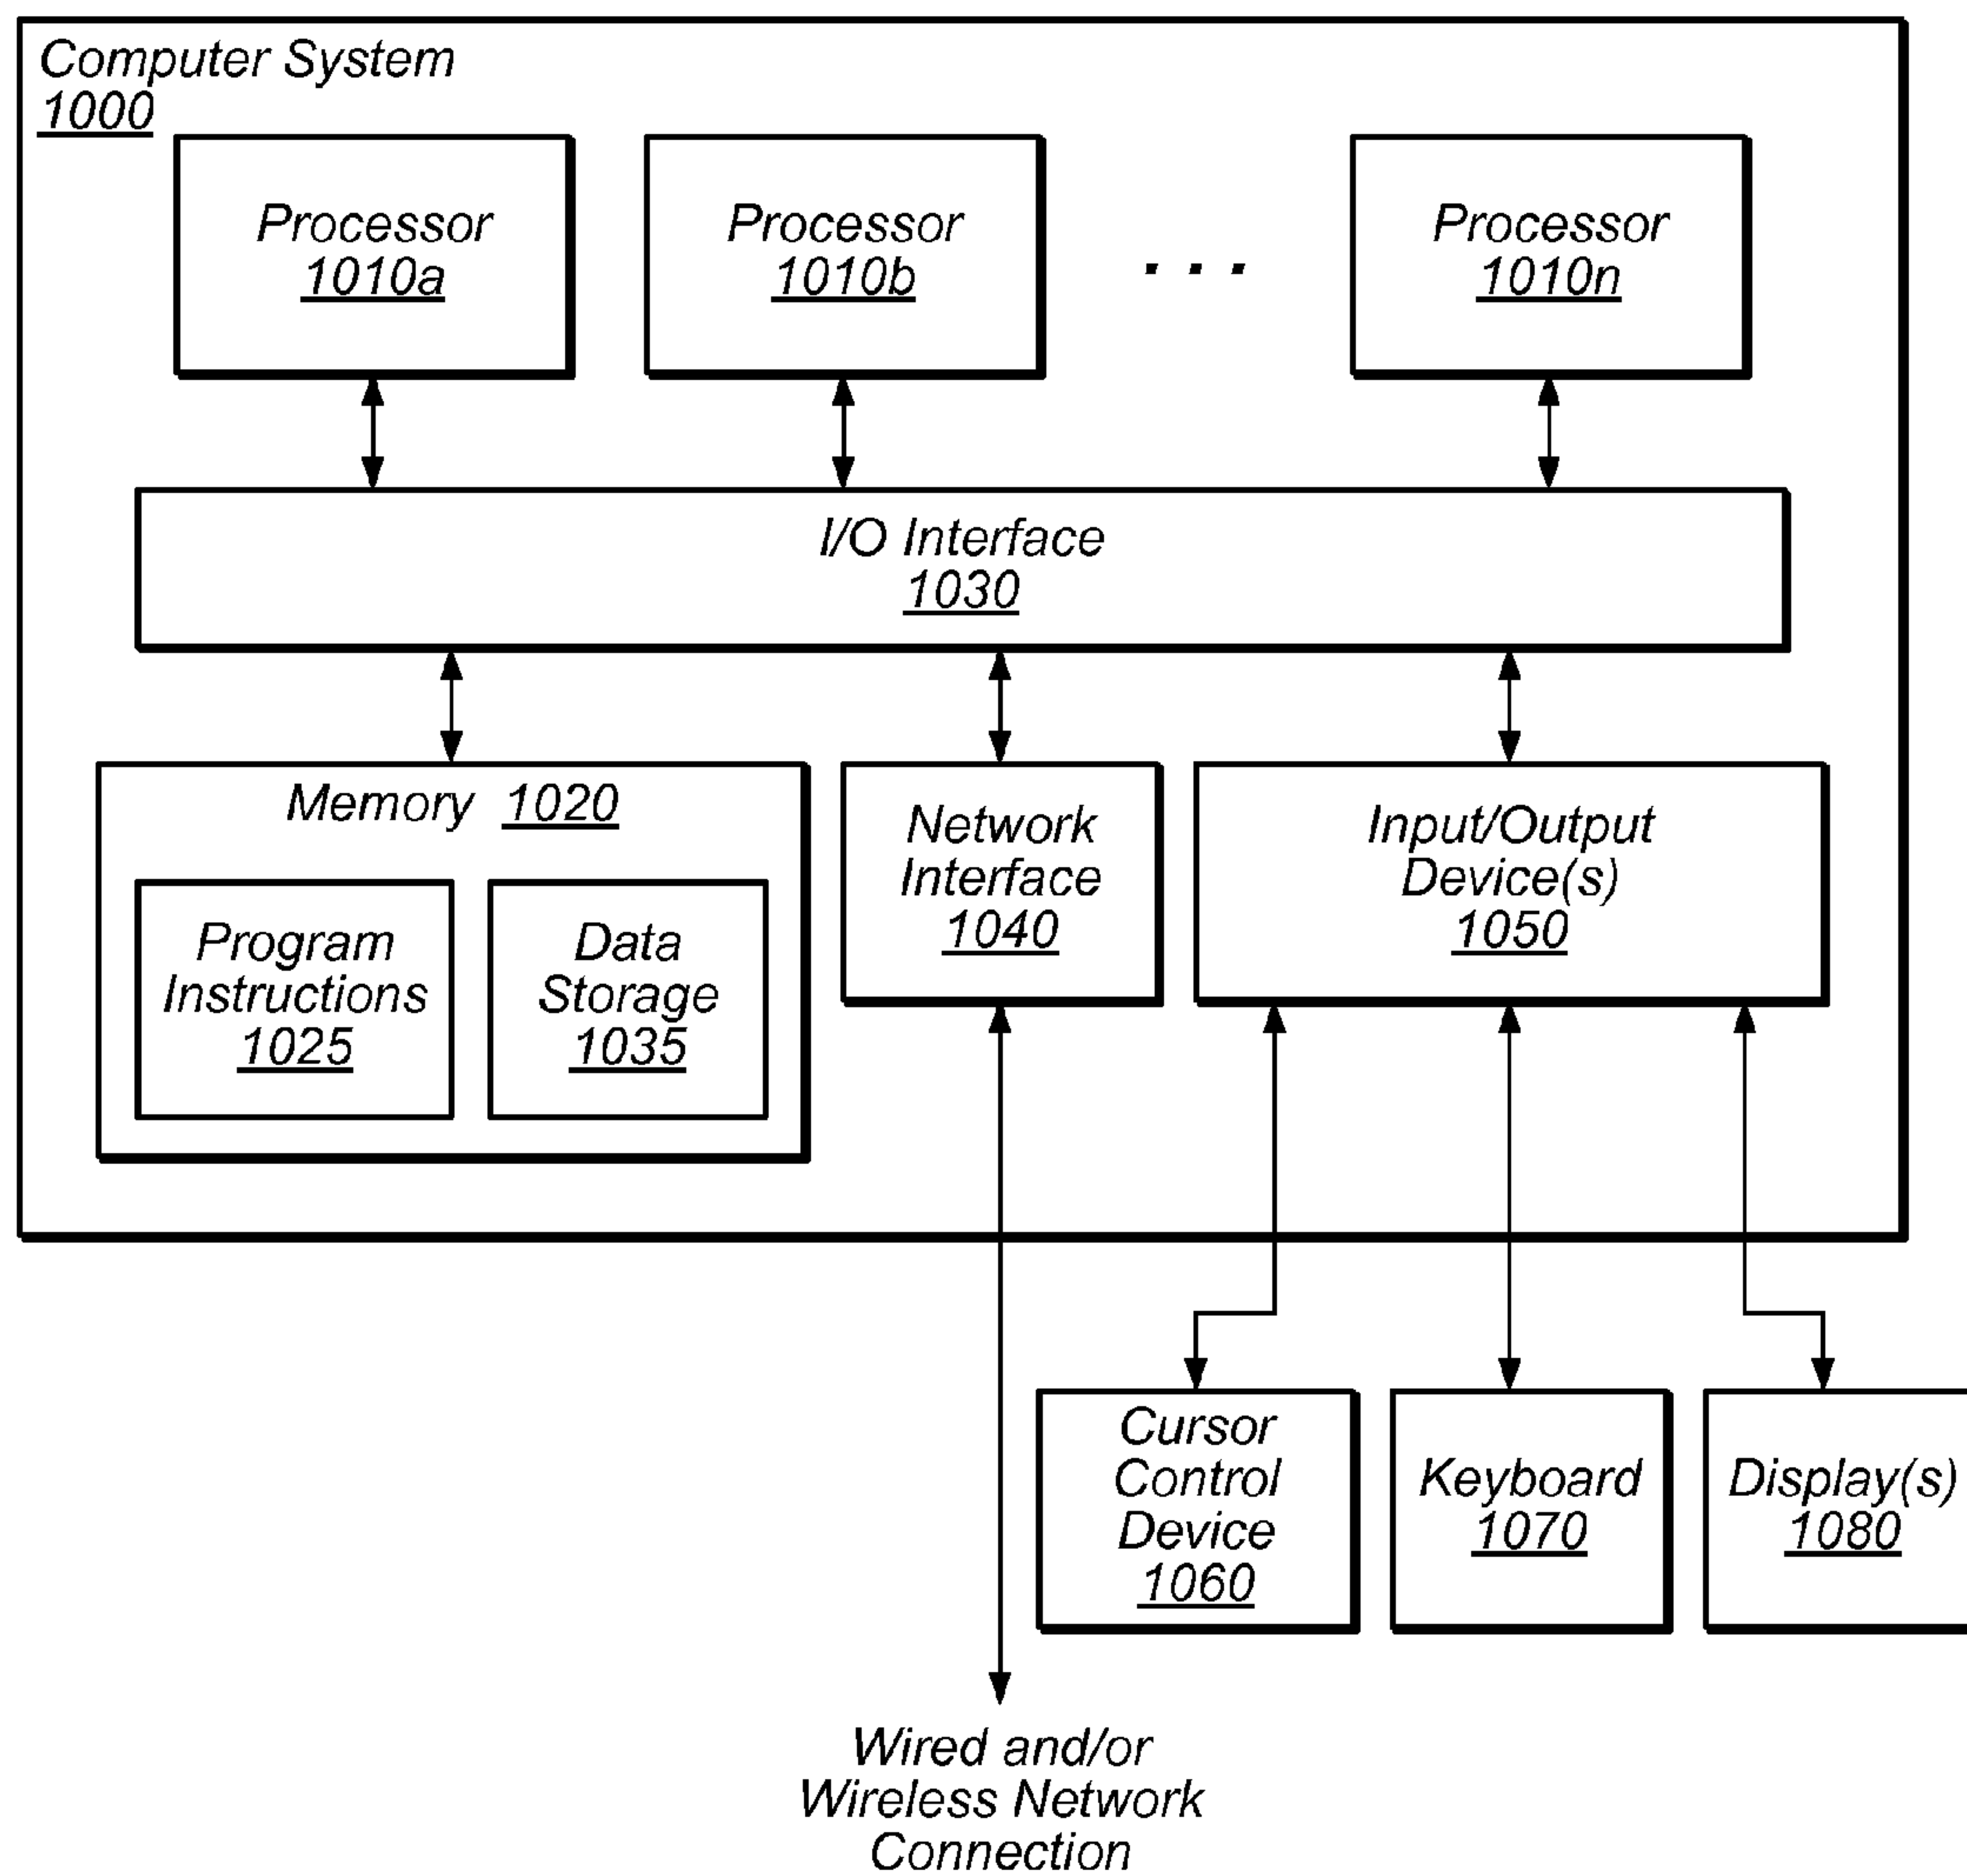 Computer System
1000
Processor
1010a
Processor
1010b
. . .
Processor
1010n
I/O Interface
1030
Memory 1020
Program
Instructions
1025
Data
Storage
1035
Network
Interface
1040
Input/Output
Device(s)
1050
Cursor
Control
Device
1060
Keyboard
1070
Display(s)
1080
Wired and/or
Wireless Network
Connection